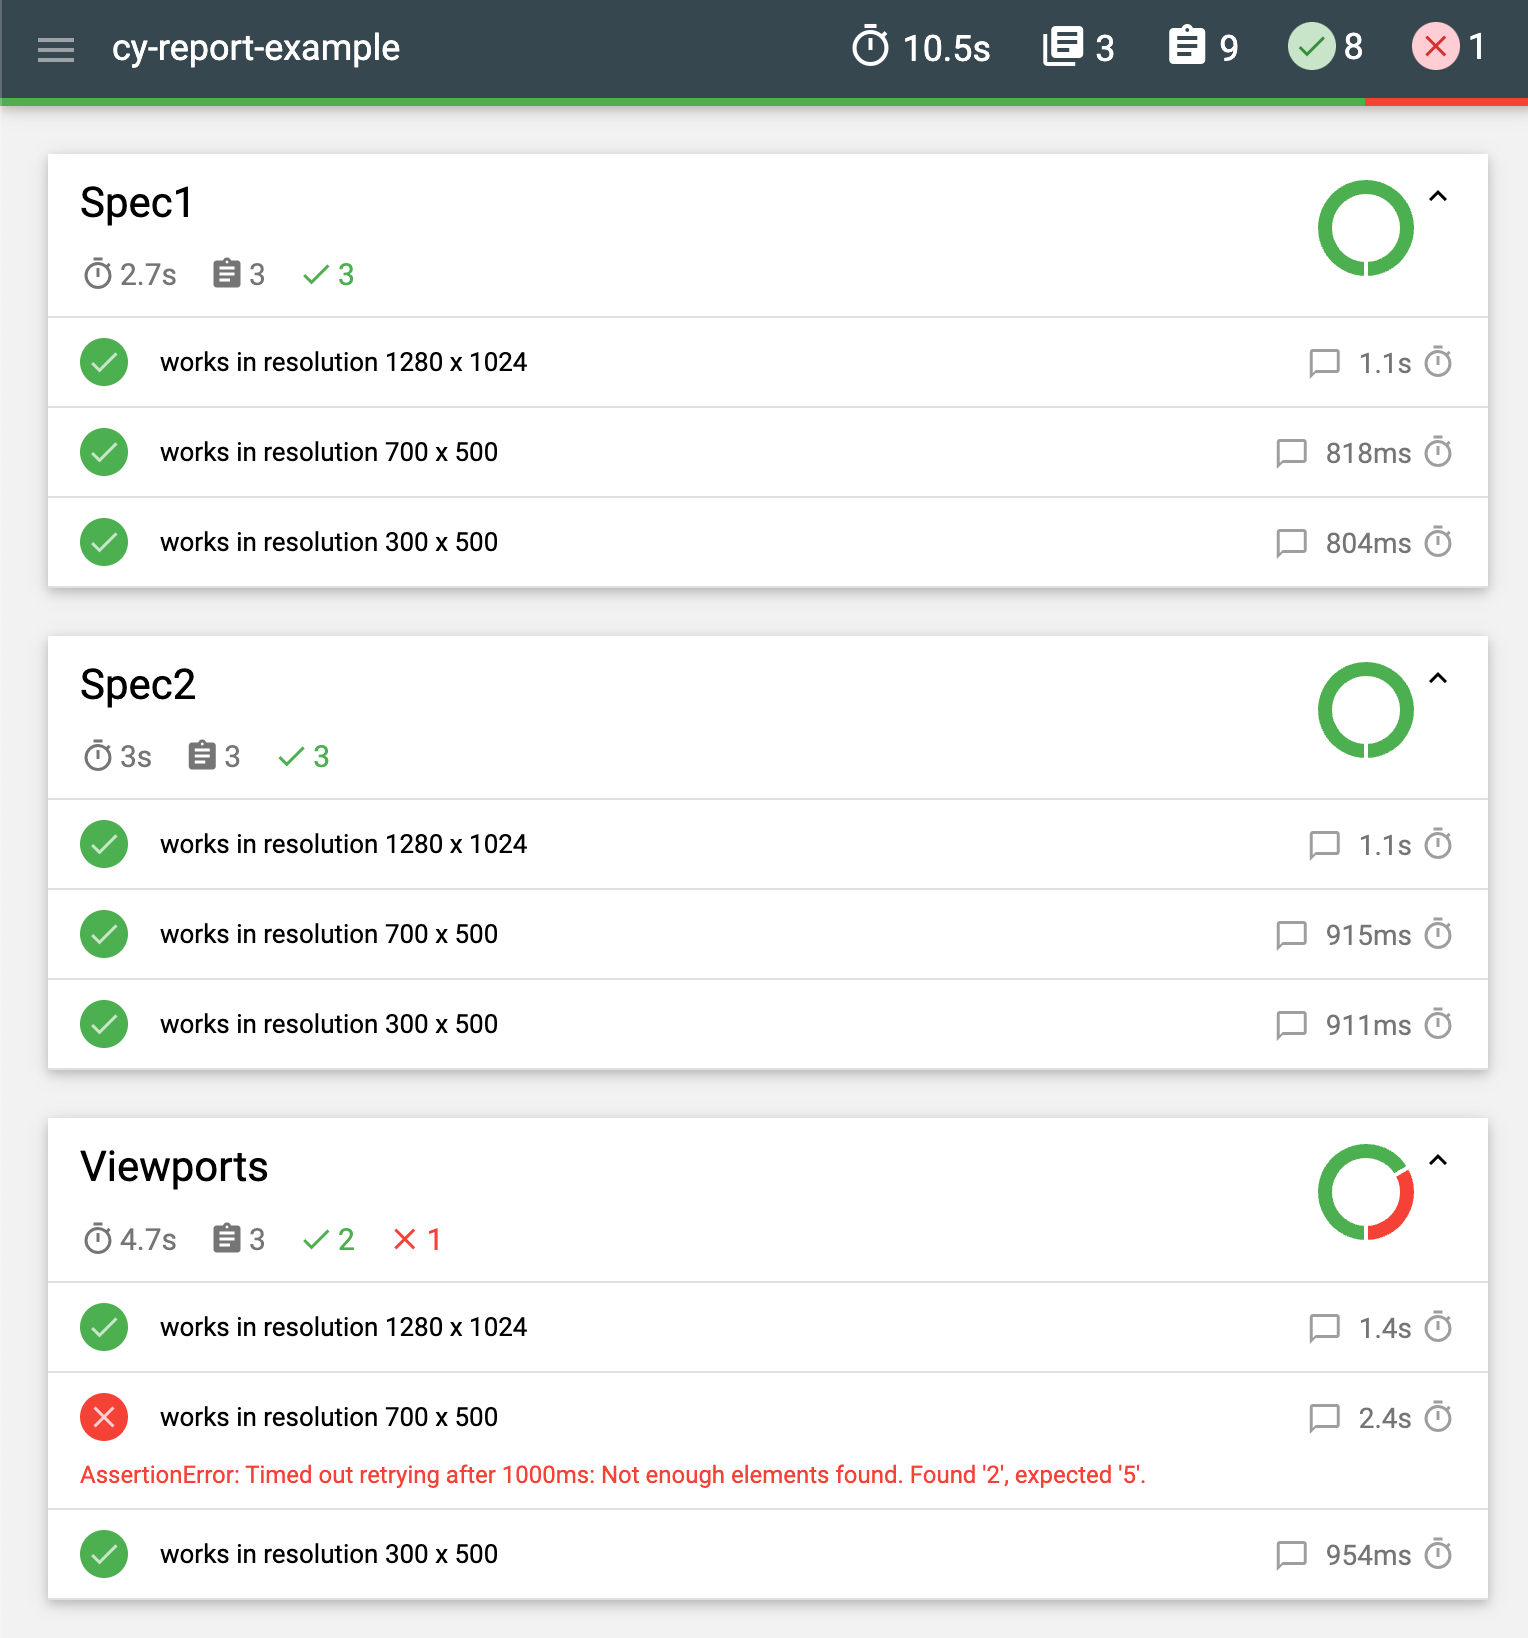 cy-report-example 10.5s 3 9 8 1
Spec1
2.7s 3 3
works in resolution 1280 x 1024 1.1s
works in resolution 700 x 500 818ms
works in resolution 300 x 500 804ms
Spec2
3s 3 3
works in resolution 1280 x 1024 1.1s
works in resolution 700 x 500 915ms
works in resolution 300 x 500 911ms
Viewports
4.7s 3 2 1
works in resolution 1280 x 1024 1.4s
works in resolution 700 x 500 2.4s
AssertionError: Timed out retrying after 1000ms: Not enough elements found. Found '2', expected '5'.
works in resolution 300 x 500 954ms